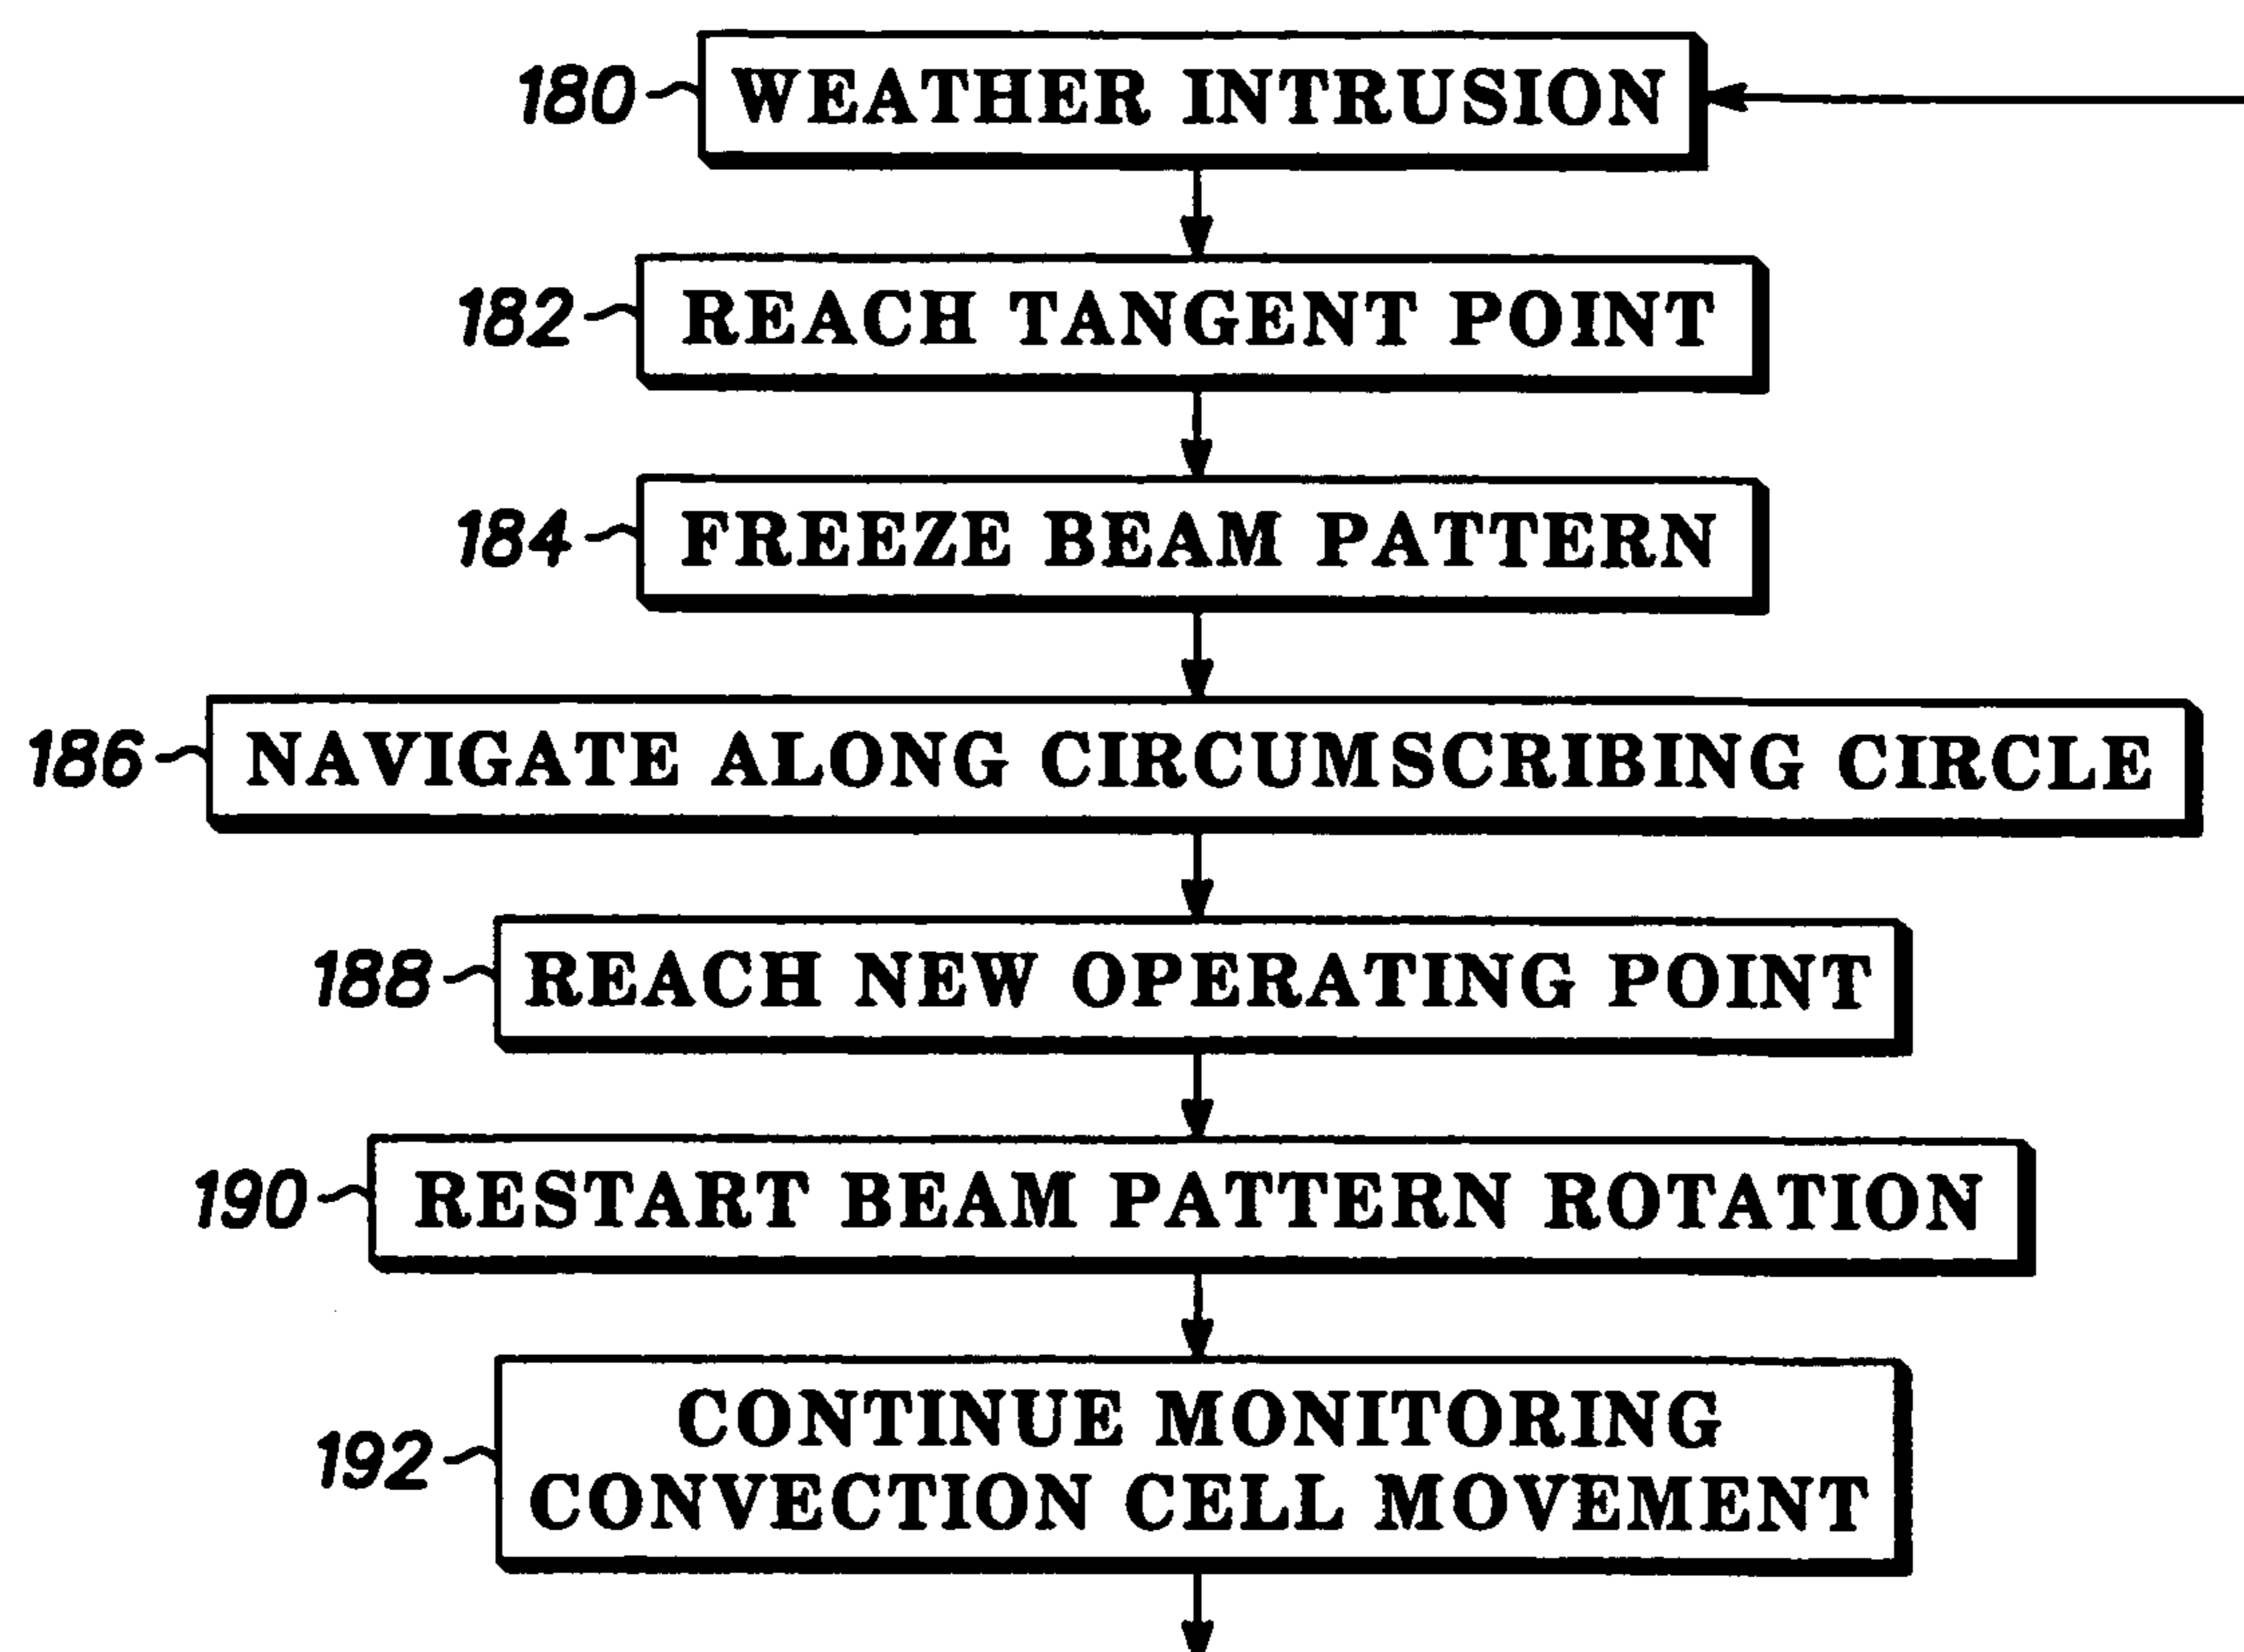 180 WEATHER INTRUSION
182 REACH TANGENT POINT
184 FREEZE BEAM PATTERN
186 NAVIGATE ALONG CIRCUMSCRIBING CIRCLE
188 REACH NEW OPERATING POINT
190 RESTART BEAM PATTERN ROTATION
192 CONTINUE MONITORING
CONVECTION CELL MOVEMENT